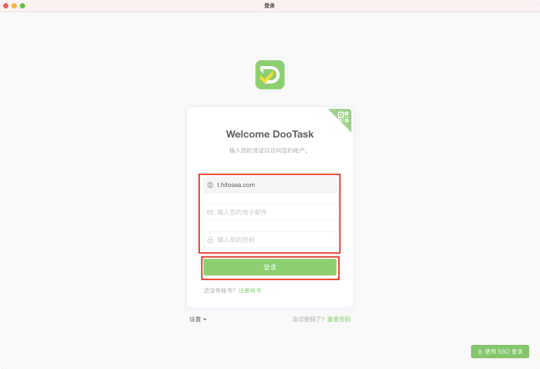 登录
Welcome DooTask
输入您的凭证以访问您的帐户。
t.hitosea.com
输入您的电子邮件
输入您的密码
登录
还没有帐号? 注册帐号
设置
忘记密码了? 重置密码
使用 SSO 登录